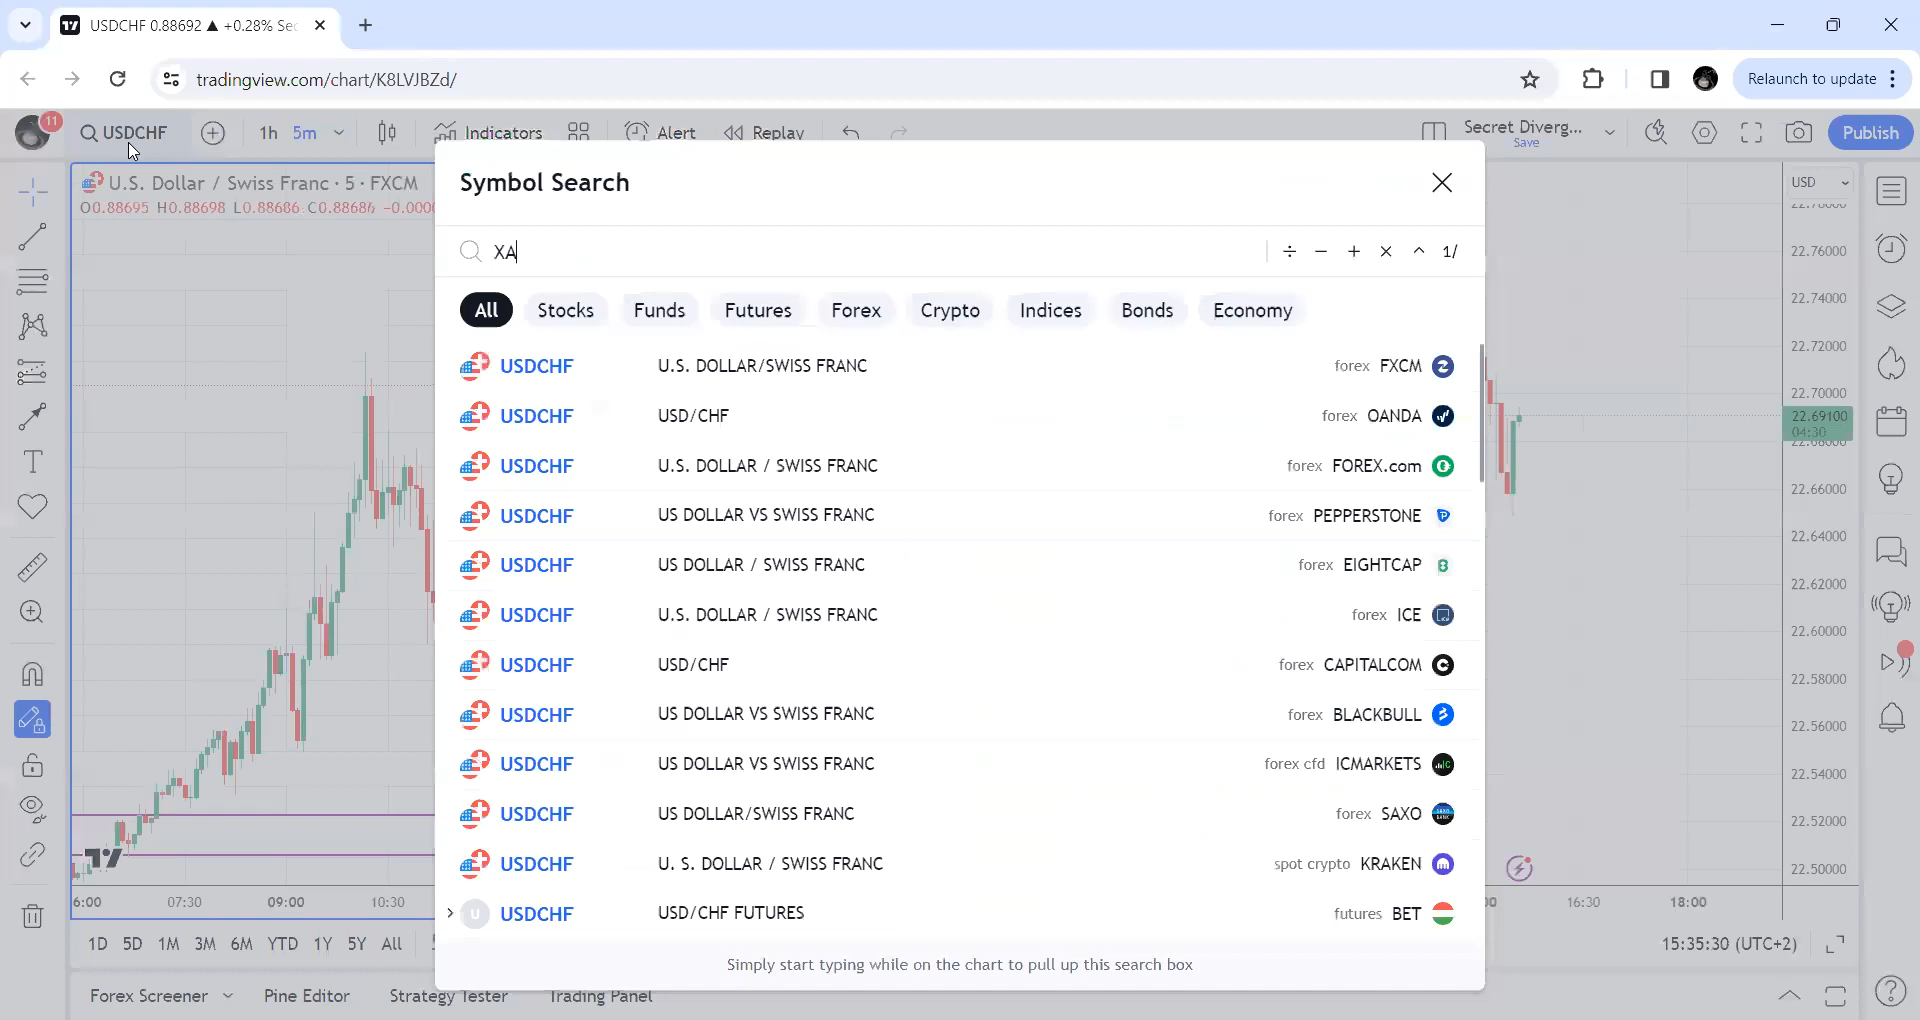 USDCHF 0.88692 ▲ +0.28% Sec
tradingview.com/chart/K8LVJBZd/
Relaunch to update
11
USDCHF
1h 5m
Indicators
Alert
Replay
Secret Diverg...
Save
Publish
U.S. Dollar / Swiss Franc · 5 · FXCM
O0.88695 H0.88698 L0.88686 C0.88686 -0.0000
USD
Symbol Search
XA
÷ − + × ^ 1/
All Stocks Funds Futures Forex Crypto Indices Bonds Economy
USDCHF U.S. DOLLAR/SWISS FRANC forex FXCM
USDCHF USD/CHF forex OANDA
USDCHF U.S. DOLLAR / SWISS FRANC forex FOREX.com
USDCHF US DOLLAR VS SWISS FRANC forex PEPPERSTONE
USDCHF US DOLLAR / SWISS FRANC forex EIGHTCAP
USDCHF U.S. DOLLAR / SWISS FRANC forex ICE
USDCHF USD/CHF forex CAPITALCOM
USDCHF US DOLLAR VS SWISS FRANC forex BLACKBULL
USDCHF US DOLLAR VS SWISS FRANC forex cfd ICMARKETS
USDCHF US DOLLAR/SWISS FRANC forex SAXO
USDCHF U. S. DOLLAR / SWISS FRANC spot crypto KRAKEN
U USDCHF USD/CHF FUTURES futures BET
Simply start typing while on the chart to pull up this search box
22.76000
22.74000
22.72000
22.70000
22.69100
04:30
22.66000
22.64000
22.62000
22.60000
22.58000
22.56000
22.54000
22.52000
22.50000
6:00 07:30 09:00 10:30
16:30 18:00
1D 5D 1M 3M 6M YTD 1Y 5Y All
15:35:30 (UTC+2)
Forex Screener Pine Editor Strategy Tester Trading Panel